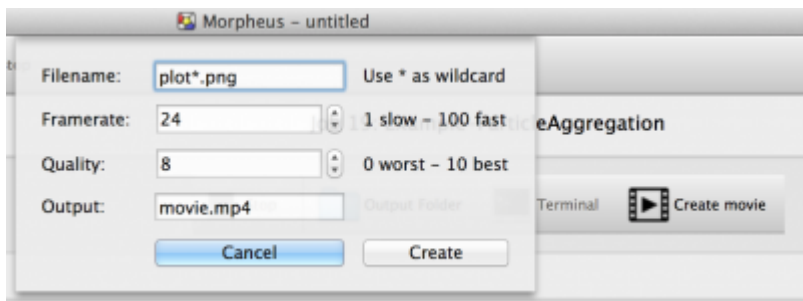 Morpheus – untitled
Filename: plot*.png Use * as wildcard
Framerate: 24 1 slow – 100 fast
eAggregation
Quality: 8 0 worst – 10 best
Output: movie.mp4 Output Folder Terminal Create movie
Cancel Create